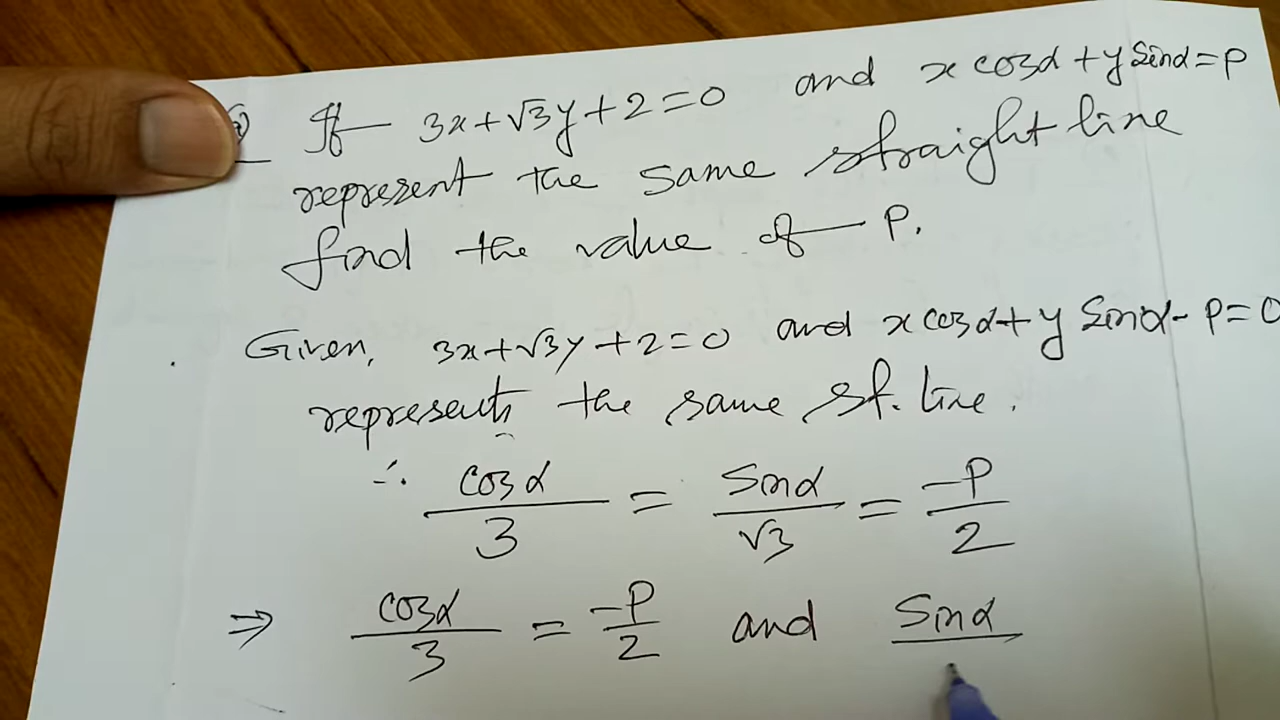 If 3x+√3y+2=0 and x cosα+y Sinα=P
represent the same straight line
find the value of P.
Given, 3x+√3y+2=0 and x cosα+y Sinα-P=0
represents the same st. line.
∴ cosα/3 = Sinα/√3 = -P/2
⇒ cosα/3 = -P/2 and Sinα